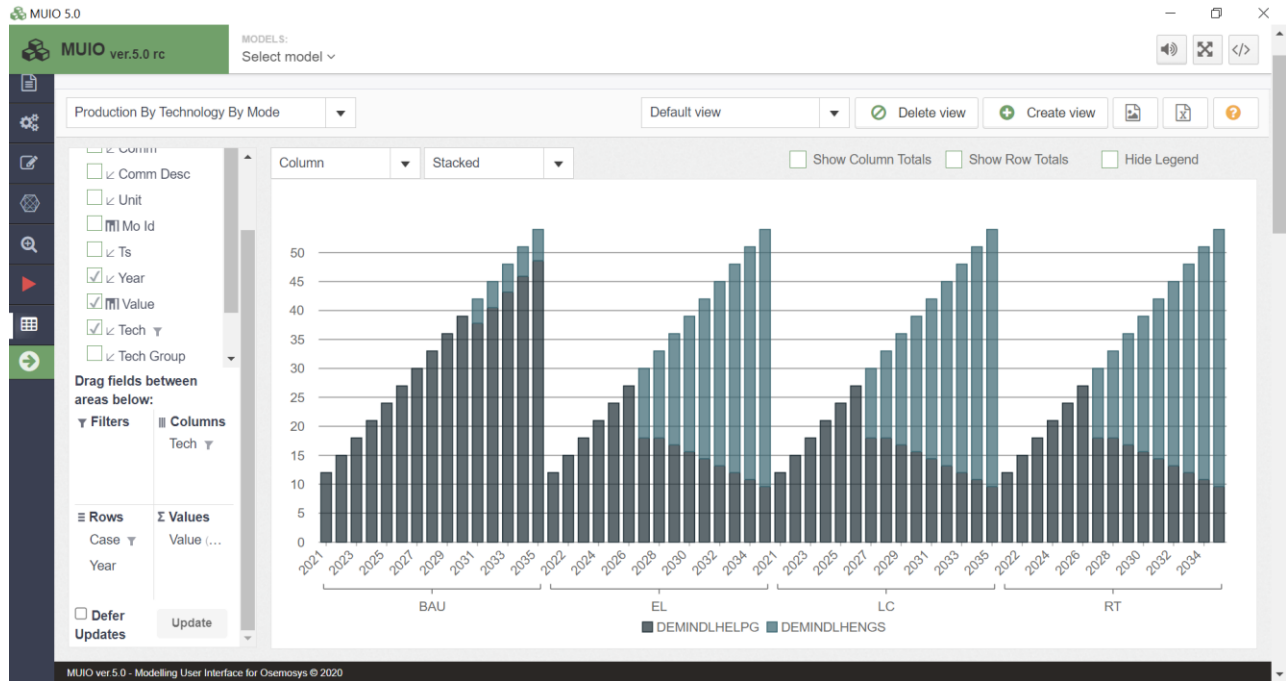 MUIO 5.0
MUIO ver.5.0 rc
MODELS:
Select model
Production By Technology By Mode
Default view
Delete view
Create view
Comm
Comm Desc
Unit
Mo Id
Ts
Year
Value
Tech
Tech Group
Drag fields between
areas below:
Filters
Columns
Tech
Rows
Values
Case
Value (...
Year
Defer
Updates
Update
Column
Stacked
Show Column Totals
Show Row Totals
Hide Legend
50
45
40
35
30
25
20
15
10
5
0
2021 2023 2025 2027 2029 2031 2033 2035 2022 2024 2026 2028 2030 2032 2034 2021 2023 2025 2027 2029 2031 2033 2035 2022 2024 2026 2028 2030 2032 2034
BAU EL LC RT
DEMINDLHELPG DEMINDLHENGS
MUIO ver.5.0 - Modelling User Interface for Osemosys © 2020